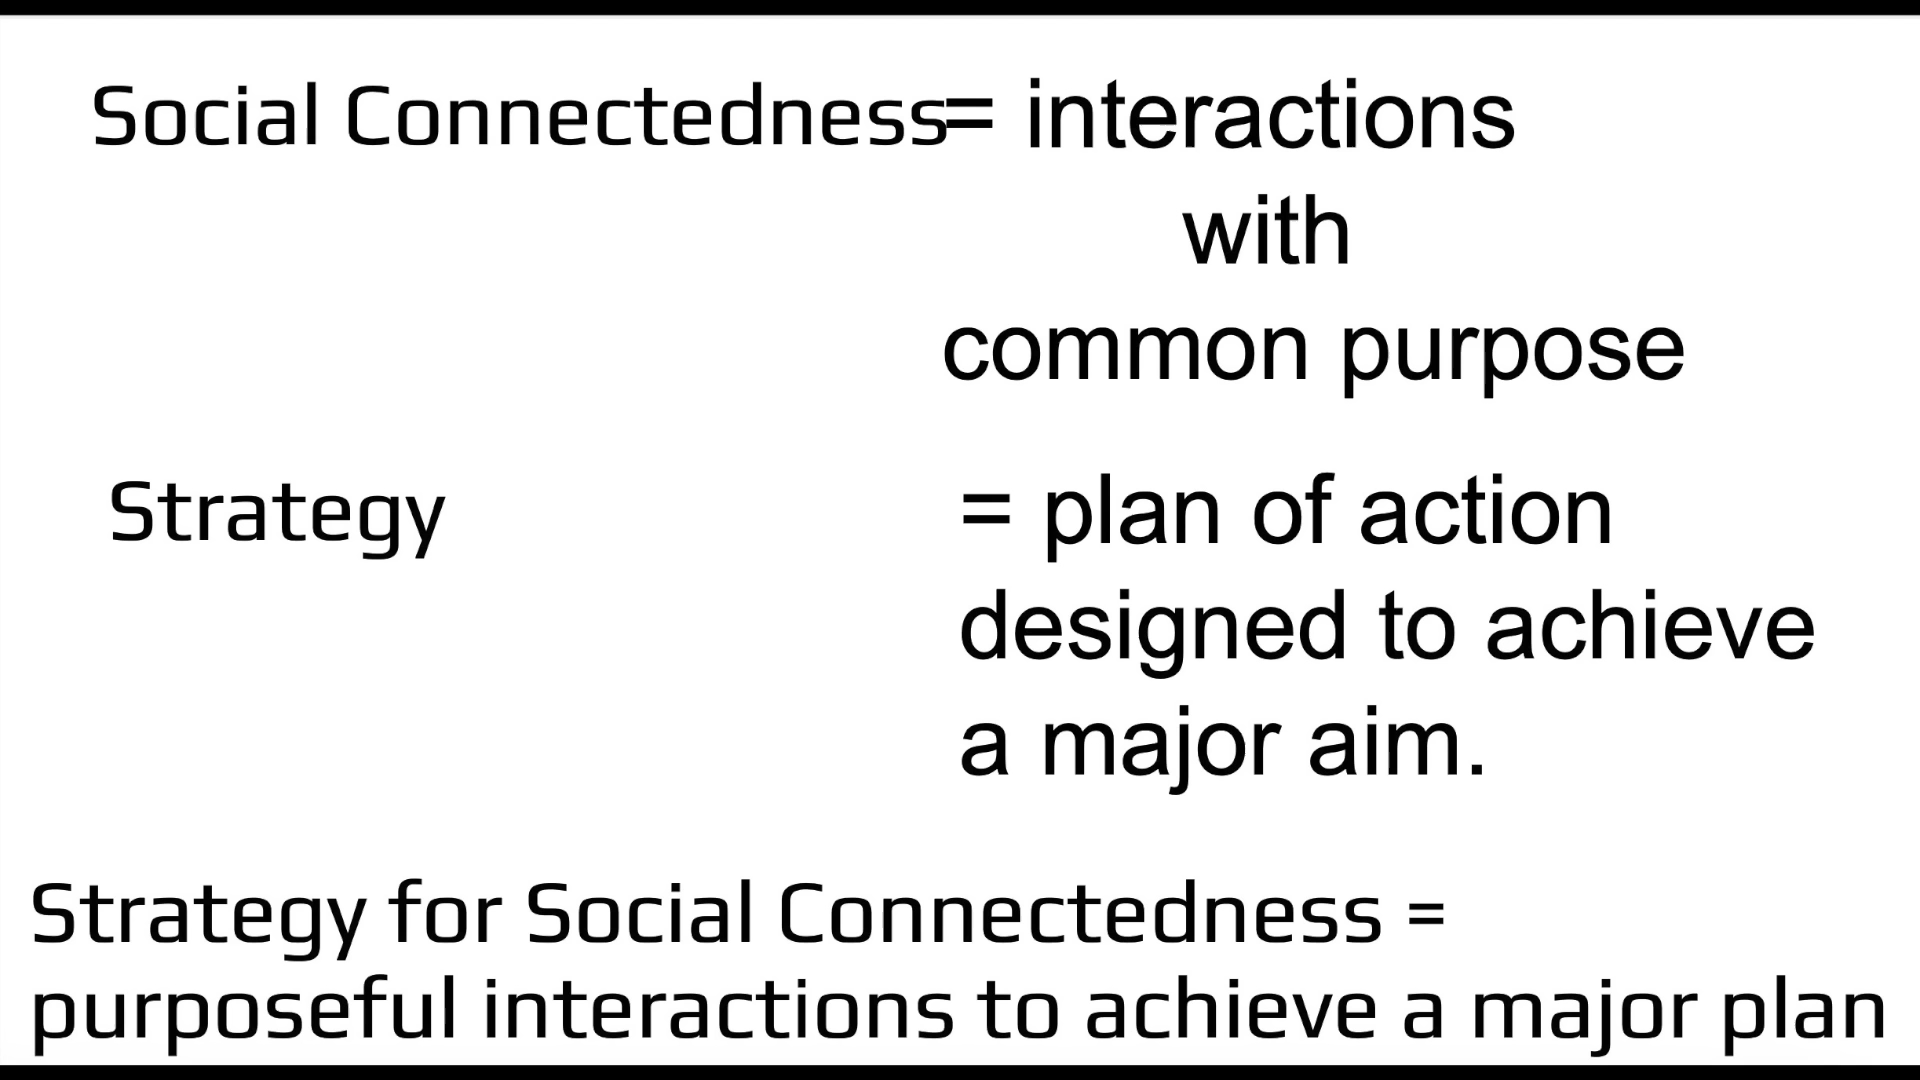 Social Connectedness= interactions
with
common purpose
Strategy = plan of action
designed to achieve
a major aim.
Strategy for Social Connectedness =
purposeful interactions to achieve a major plan